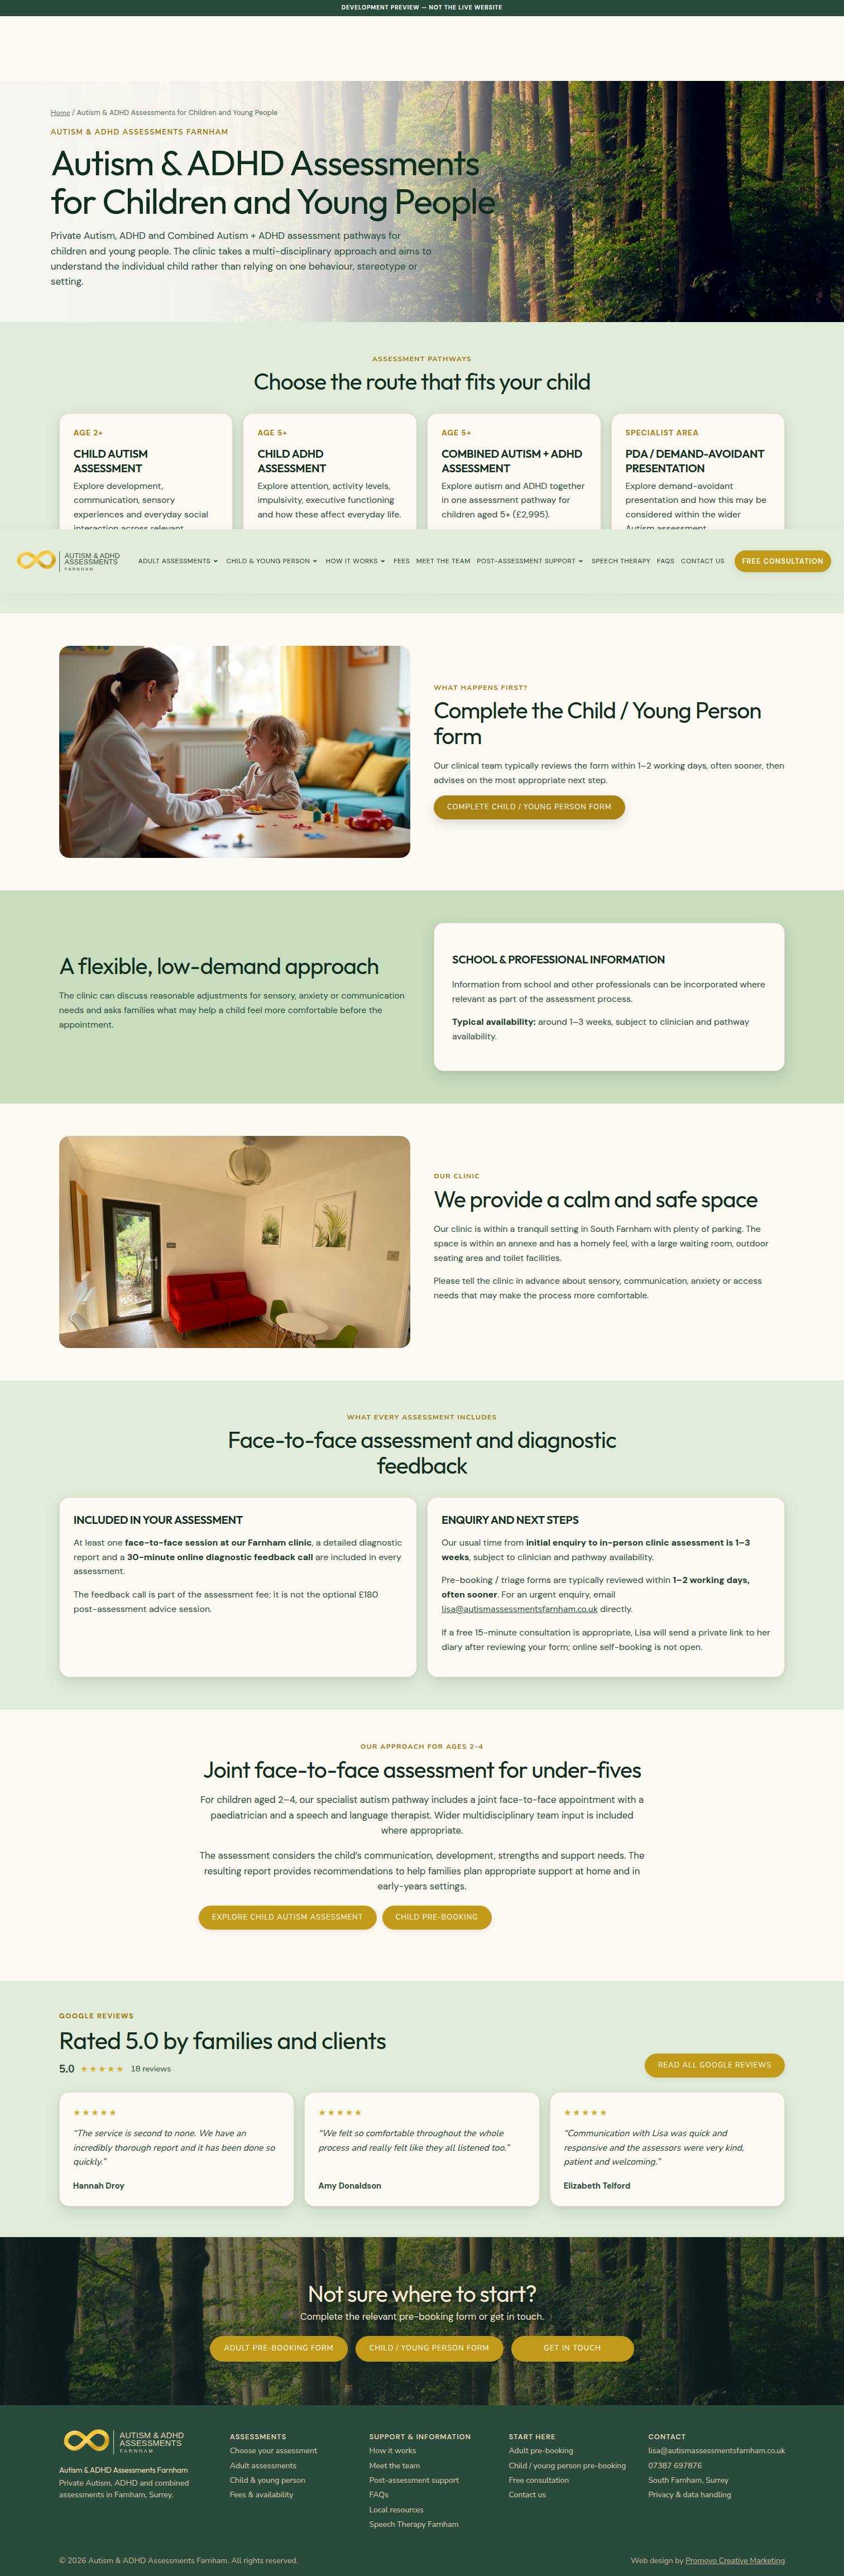 DEVELOPMENT PREVIEW — NOT THE LIVE WEBSITE
Home / Autism & ADHD Assessments for Children and Young People
AUTISM & ADHD ASSESSMENTS FARNHAM
Autism & ADHD Assessments
for Children and Young People
Private Autism, ADHD and Combined Autism + ADHD assessment pathways for
children and young people. The clinic takes a multi-disciplinary approach and aims to
understand the individual child rather than relying on one behaviour, stereotype or
setting.
ASSESSMENT PATHWAYS
Choose the route that fits your child
AGE 2+
CHILD AUTISM
ASSESSMENT
Explore development,
communication, sensory
experiences and everyday social
interaction across relevant
AGE 5+
CHILD ADHD
ASSESSMENT
Explore attention, activity levels,
impulsivity, executive functioning
and how these affect everyday life.
AGE 5+
COMBINED AUTISM + ADHD
ASSESSMENT
Explore autism and ADHD together
in one assessment pathway for
children aged 5+ (£2,995).
SPECIALIST AREA
PDA / DEMAND-AVOIDANT
PRESENTATION
Explore demand-avoidant
presentation and how this may be
considered within the wider
Autism assessment.
AUTISM & ADHD
ASSESSMENTS
FARNHAM
ADULT ASSESSMENTS
CHILD & YOUNG PERSON
HOW IT WORKS
FEES
MEET THE TEAM
POST-ASSESSMENT SUPPORT
SPEECH THERAPY
FAQS
CONTACT US
FREE CONSULTATION
WHAT HAPPENS FIRST?
Complete the Child / Young Person
form
Our clinical team typically reviews the form within 1–2 working days, often sooner, then
advises on the most appropriate next step.
COMPLETE CHILD / YOUNG PERSON FORM
A flexible, low-demand approach
The clinic can discuss reasonable adjustments for sensory, anxiety or communication
needs and asks families what may help a child feel more comfortable before the
appointment.
SCHOOL & PROFESSIONAL INFORMATION
Information from school and other professionals can be incorporated where
relevant as part of the assessment process.
Typical availability: around 1–3 weeks, subject to clinician and pathway
availability.
OUR CLINIC
We provide a calm and safe space
Our clinic is within a tranquil setting in South Farnham with plenty of parking. The
space is within an annexe and has a homely feel, with a large waiting room, outdoor
seating area and toilet facilities.
Please tell the clinic in advance about sensory, communication, anxiety or access
needs that may make the process more comfortable.
WHAT EVERY ASSESSMENT INCLUDES
Face-to-face assessment and diagnostic
feedback
INCLUDED IN YOUR ASSESSMENT
At least one face-to-face session at our Farnham clinic, a detailed diagnostic
report and a 30-minute online diagnostic feedback call are included in every
assessment.
The feedback call is part of the assessment fee; it is not the optional £180
post-assessment advice session.
ENQUIRY AND NEXT STEPS
Our usual time from initial enquiry to in-person clinic assessment is 1–3
weeks, subject to clinician and pathway availability.
Pre-booking / triage forms are typically reviewed within 1–2 working days,
often sooner. For an urgent enquiry, email
lisa@autismassessmentsfarnham.co.uk directly.
If a free 15-minute consultation is appropriate, Lisa will send a private link to her
diary after reviewing your form; online self-booking is not open.
OUR APPROACH FOR AGES 2–4
Joint face-to-face assessment for under-fives
For children aged 2–4, our specialist autism pathway includes a joint face-to-face appointment with a
paediatrician and a speech and language therapist. Wider multidisciplinary team input is included
where appropriate.
The assessment considers the child’s communication, development, strengths and support needs. The
resulting report provides recommendations to help families plan appropriate support at home and in
early-years settings.
EXPLORE CHILD AUTISM ASSESSMENT
CHILD PRE-BOOKING
GOOGLE REVIEWS
Rated 5.0 by families and clients
5.0 ★★★★★ 18 reviews
READ ALL GOOGLE REVIEWS
★★★★★
“The service is second to none. We have an
incredibly thorough report and it has been done so
quickly.”
Hannah Droy
★★★★★
“We felt so comfortable throughout the whole
process and really felt like they all listened too.”
Amy Donaldson
★★★★★
“Communication with Lisa was quick and
responsive and the assessors were very kind,
patient and welcoming.”
Elizabeth Telford
Not sure where to start?
Complete the relevant pre-booking form or get in touch.
ADULT PRE-BOOKING FORM
CHILD / YOUNG PERSON FORM
GET IN TOUCH
AUTISM & ADHD
ASSESSMENTS
FARNHAM
Autism & ADHD Assessments Farnham
Private Autism, ADHD and combined
assessments in Farnham, Surrey.
ASSESSMENTS
Choose your assessment
Adult assessments
Child & young person
Fees & availability
SUPPORT & INFORMATION
How it works
Meet the team
Post-assessment support
FAQs
Local resources
Speech Therapy Farnham
START HERE
Adult pre-booking
Child / young person pre-booking
Free consultation
Contact us
CONTACT
lisa@autismassessmentsfarnham.co.uk
07387 697876
South Farnham, Surrey
Privacy & data handling
© 2026 Autism & ADHD Assessments Farnham. All rights reserved.
Web design by Promovo Creative Marketing